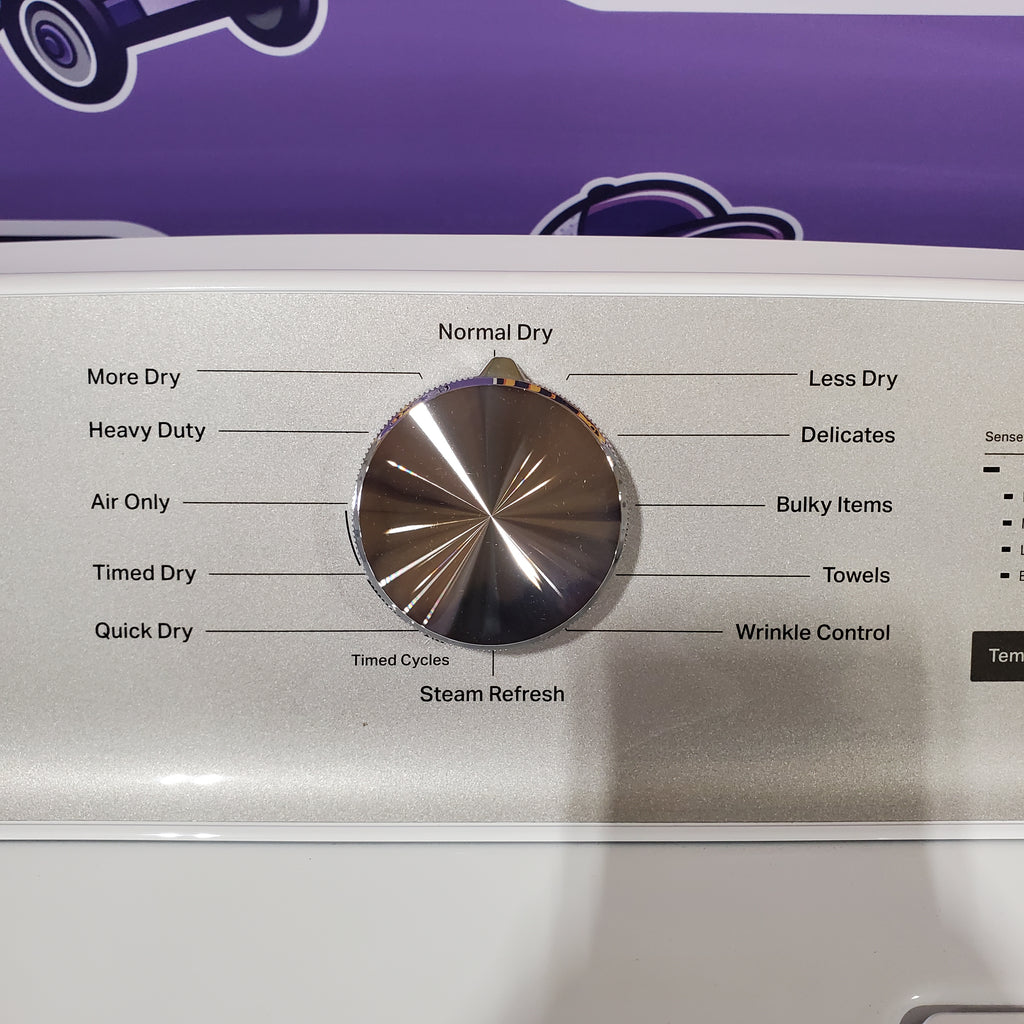 Normal Dry
More Dry
Less Dry
Heavy Duty
Delicates
Air Only
Bulky Items
Timed Dry
Towels
Quick Dry
Wrinkle Control
Timed Cycles
Steam Refresh